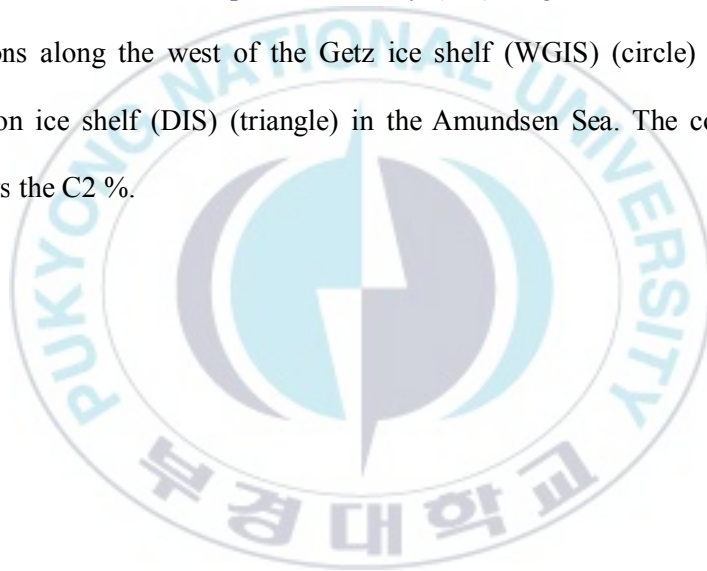 ons along the west of the Getz ice shelf (WGIS) (circle)
on ice shelf (DIS) (triangle) in the Amundsen Sea. The co
s the C2 %.
PUKYONG NATIONAL UNIVERSITY
부경대학교